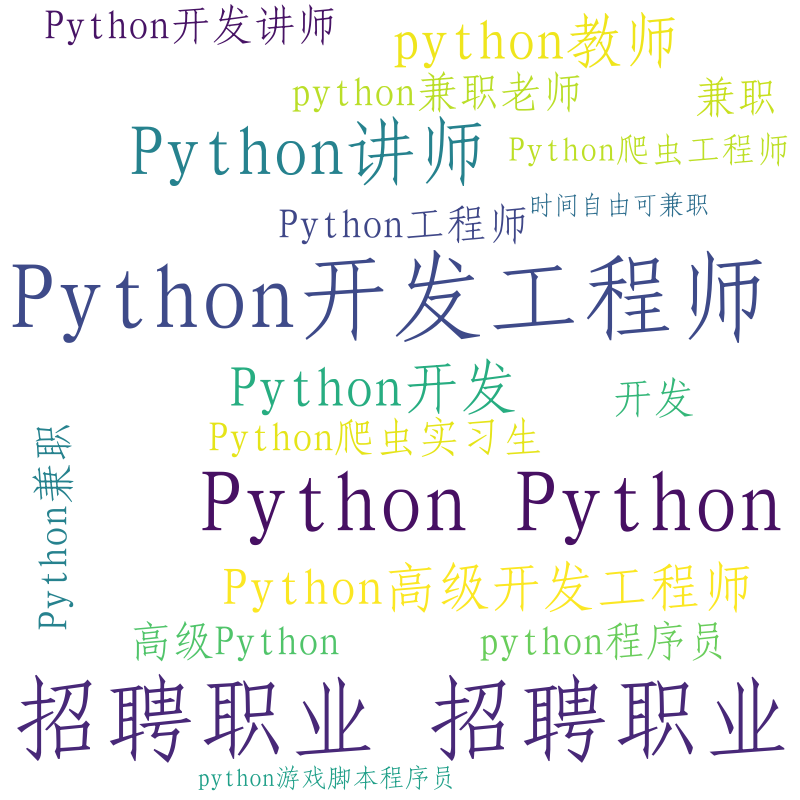 Python开发讲师
python教师
python兼职老师
兼职
Python讲师
Python爬虫工程师
时间自由可兼职
Python工程师
Python开发工程师
Python开发
开发
Python爬虫实习生
Python兼职
Python Python
Python高级开发工程师
高级Python
python程序员
招聘职业 招聘职业
python游戏脚本程序员